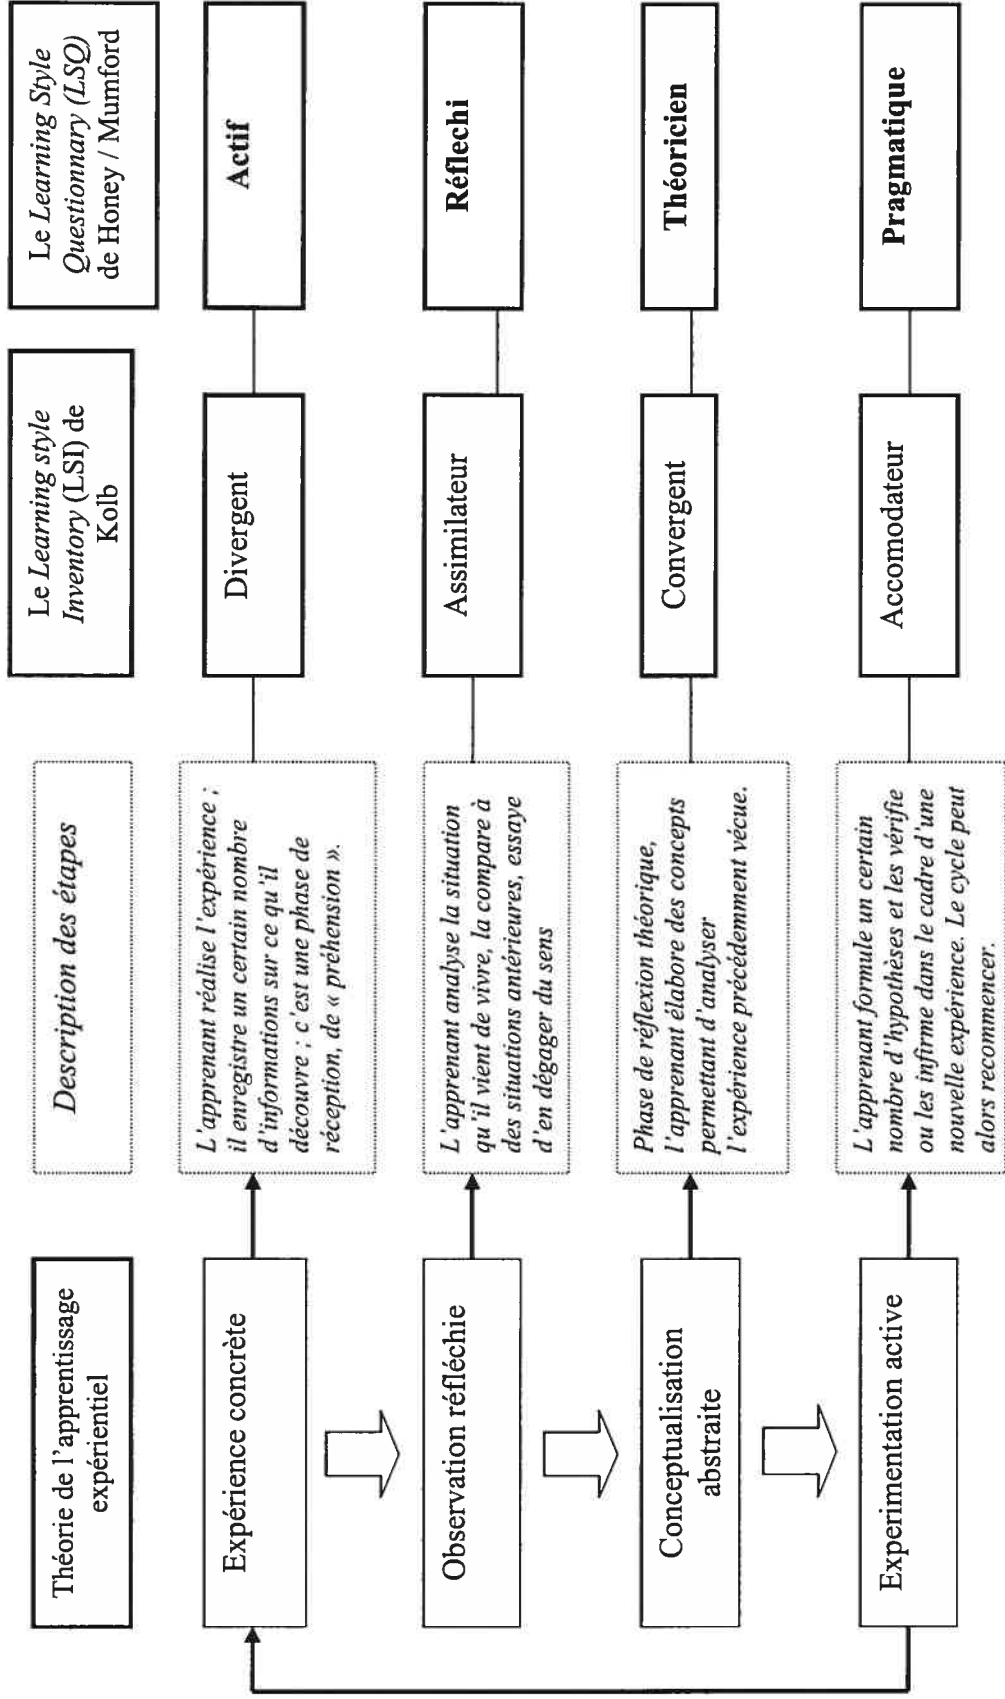 Théorie de l'apprentissage
expérientiel
Description des étapes
Le Learning style
Inventory (LSI) de
Kolb
Le Learning Style
Questionnary (LSQ)
de Honey / Mumford
Expérience concrète
L'apprenant réalise l'expérience ;
il enregistre un certain nombre
d'informations sur ce qu'il
découvre ; c'est une phase de
réception, de « préhension ».
Divergent
Actif
Observation réfléchie
L'apprenant analyse la situation
qu'il vient de vivre, la compare à
des situations antérieures, essaye
d'en dégager du sens
Assimilateur
Réflechi
Conceptualisation
abstraite
Phase de réflexion théorique,
l'apprenant élabore des concepts
permettant d'analyser
l'expérience précédemment vécue.
Convergent
Théoricien
Experimentation active
L'apprenant formule un certain
nombre d'hypothèses et les vérifie
ou les infirme dans le cadre d'une
nouvelle expérience. Le cycle peut
alors recommencer.
Accomodateur
Pragmatique